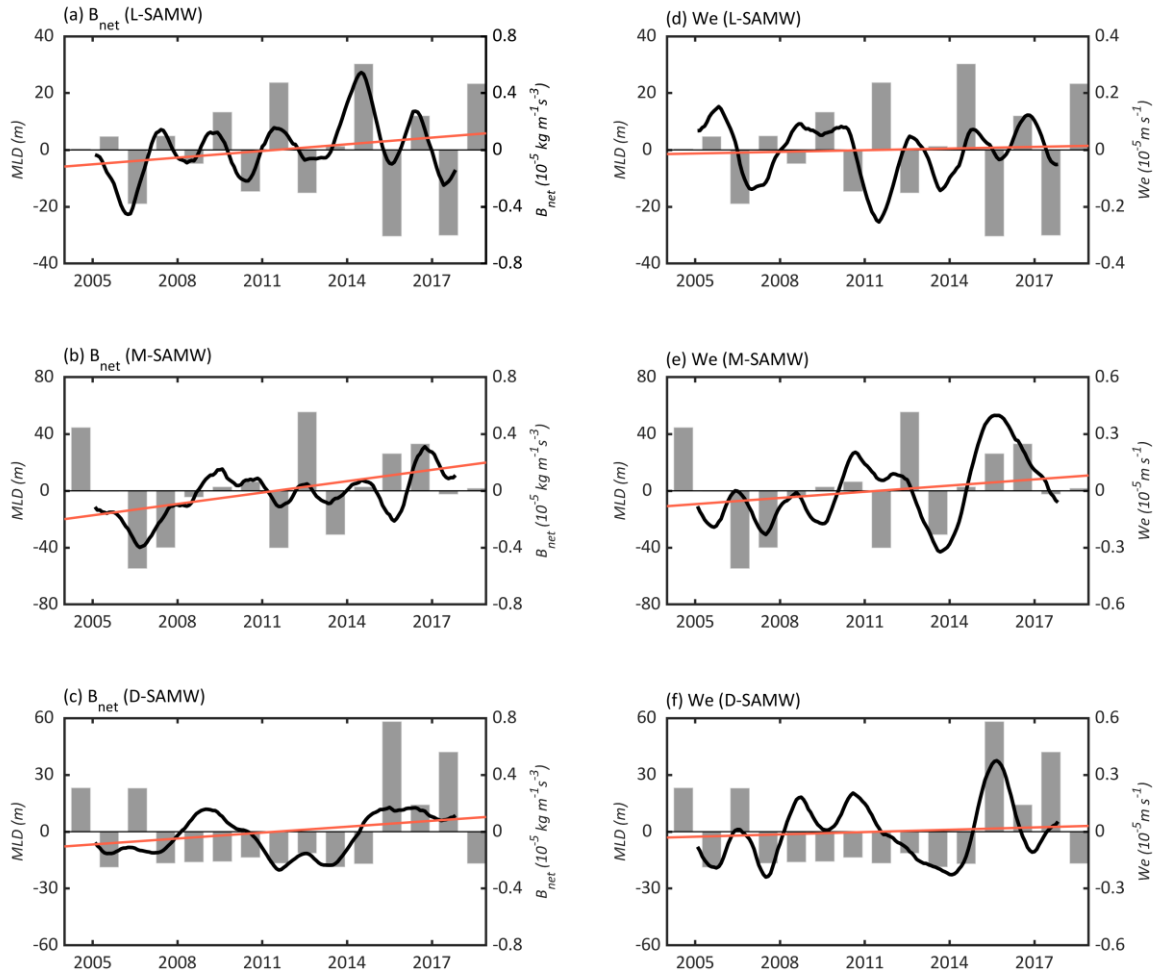 (a) B_net (L-SAMW)
40
20
0
-20
-40
MLD (m)
0.8
0.4
0
-0.4
-0.8
B_net (10^-5 kg m^-1 s^-3)
2005 2008 2011 2014 2017
(d) We (L-SAMW)
40
20
0
-20
-40
MLD (m)
0.4
0.2
0
-0.2
-0.4
We (10^-5 m s^-1)
2005 2008 2011 2014 2017
(b) B_net (M-SAMW)
80
40
0
-40
-80
MLD (m)
0.8
0.4
0
-0.4
-0.8
B_net (10^-5 kg m^-1 s^-3)
2005 2008 2011 2014 2017
(e) We (M-SAMW)
80
40
0
-40
-80
MLD (m)
0.6
0.3
0
-0.3
-0.6
We (10^-5 m s^-1)
2005 2008 2011 2014 2017
(c) B_net (D-SAMW)
60
30
0
-30
-60
MLD (m)
0.8
0.4
0
-0.4
-0.8
B_net (10^-5 kg m^-1 s^-3)
2005 2008 2011 2014 2017
(f) We (D-SAMW)
60
30
0
-30
-60
MLD (m)
0.6
0.3
0
-0.3
-0.6
We (10^-5 m s^-1)
2005 2008 2011 2014 2017